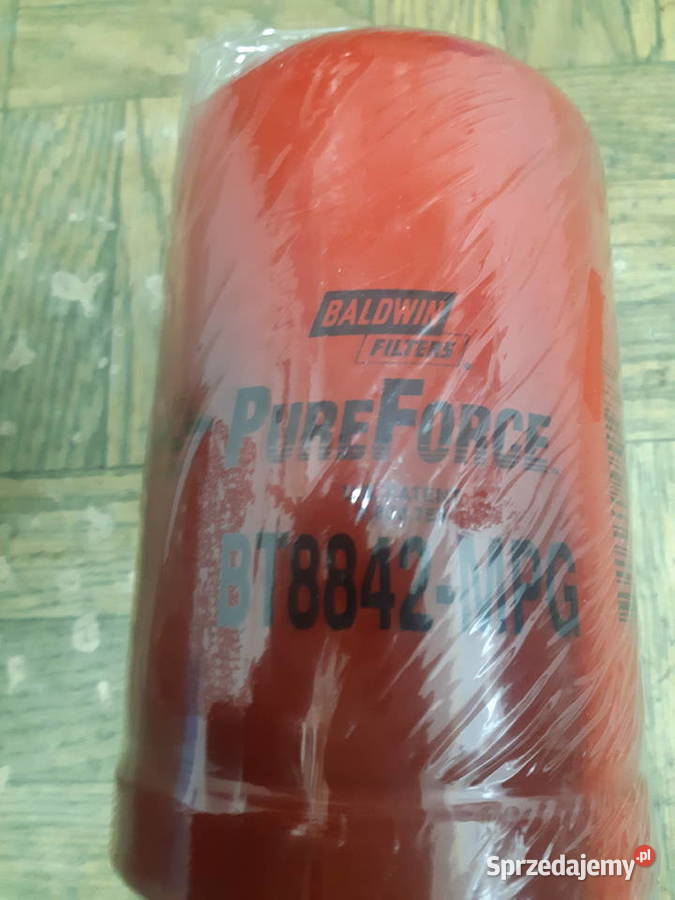 BALDWIN
FILTERS
PUREFORCE
BT8842-MPG
Sprzedajemy.pl